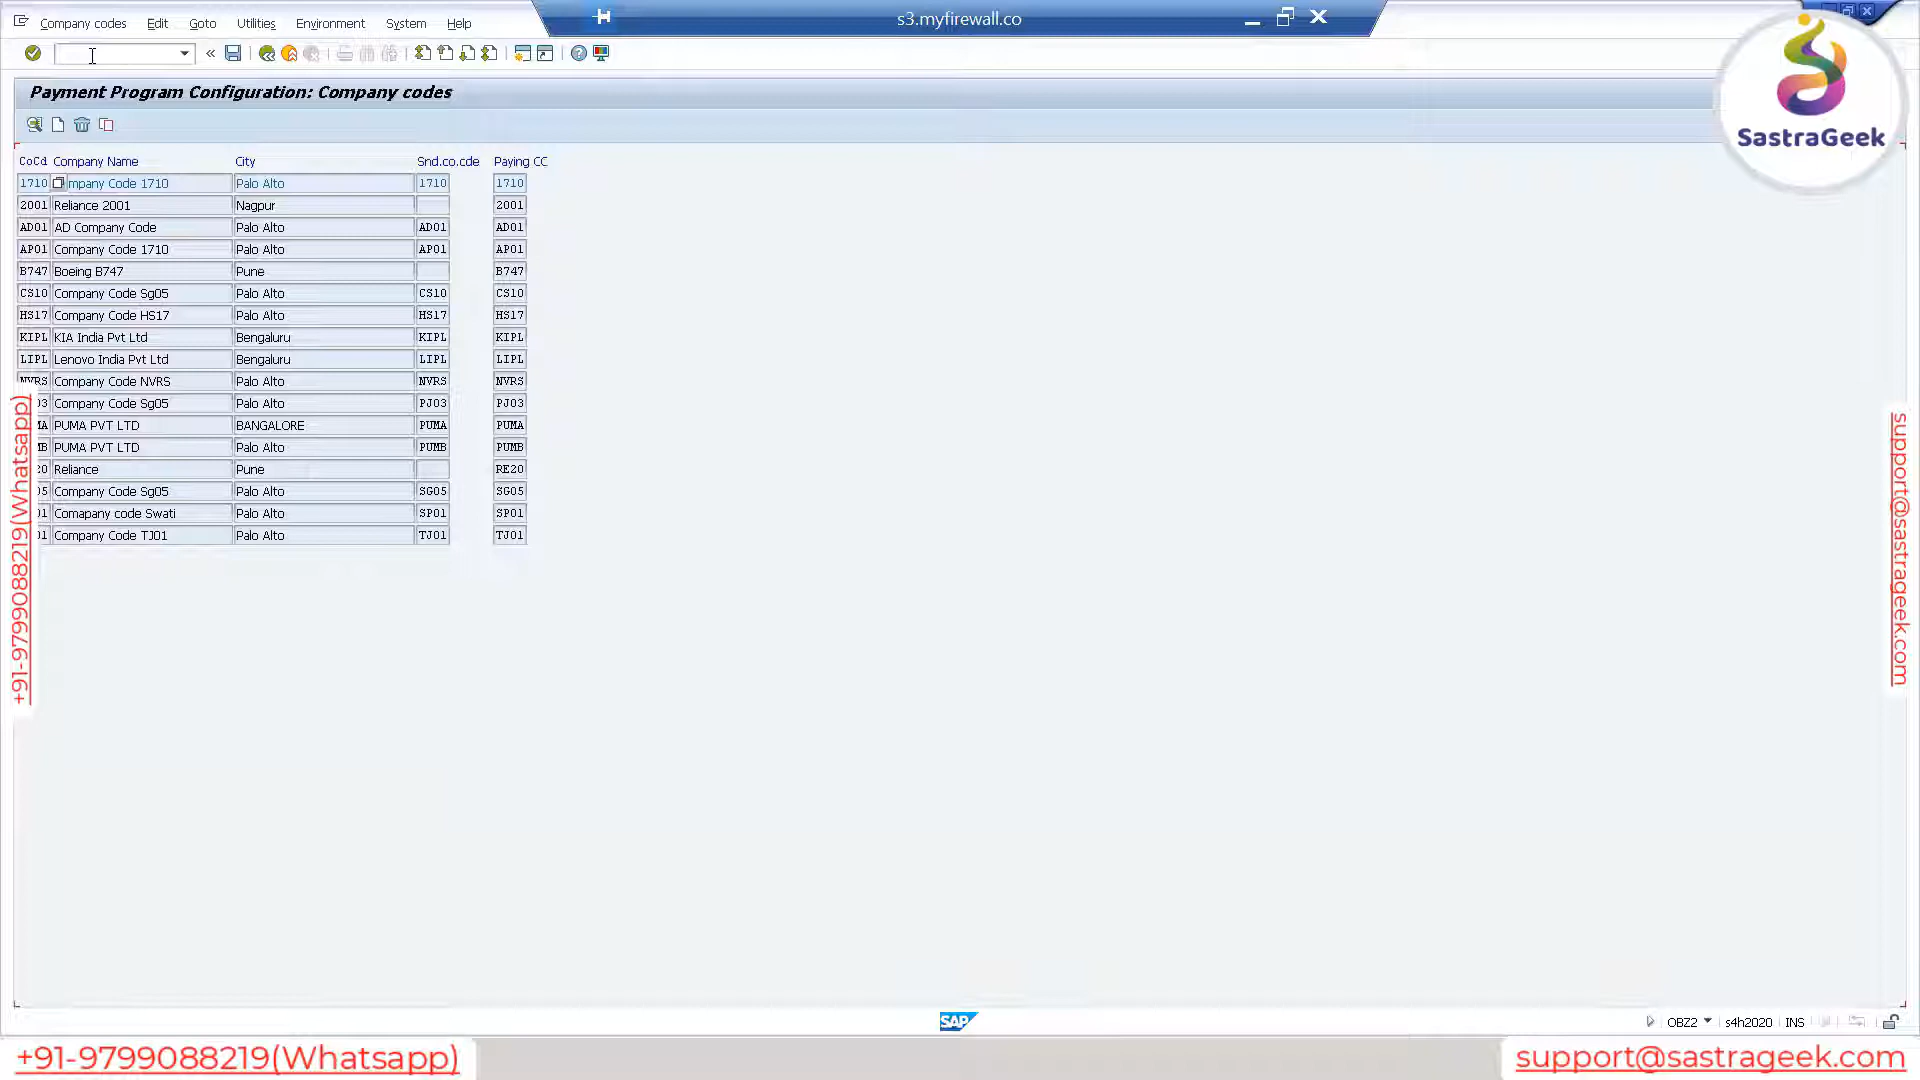 Company codes Edit Goto Utilities Environment System Help
s3.myfirewall.co
SastraGeek
Payment Program Configuration: Company codes
CoCd Company Name City Snd.co.cde Paying CC
1710 mpany Code 1710 Palo Alto 1710 1710
2001 Reliance 2001 Nagpur 2001
AD01 AD Company Code Palo Alto AD01 AD01
AP01 Company Code 1710 Palo Alto AP01 AP01
B747 Boeing B747 Pune B747
CS10 Company Code Sg05 Palo Alto CS10 CS10
HS17 Company Code HS17 Palo Alto HS17 HS17
KIPL KIA India Pvt Ltd Bengaluru KIPL KIPL
LIPL Lenovo India Pvt Ltd Bengaluru LIPL LIPL
NVRS Company Code NVRS Palo Alto NVRS NVRS
03 Company Code Sg05 Palo Alto PJ03 PJ03
MA PUMA PVT LTD BANGALORE PUMA PUMA
MB PUMA PVT LTD Palo Alto PUMB PUMB
20 Reliance Pune RE20
05 Company Code Sg05 Palo Alto SG05 SG05
01 Comapany code Swati Palo Alto SP01 SP01
01 Company Code TJ01 Palo Alto TJ01 TJ01
+91-9799088219(Whatsapp)
support@sastrageek.com
SAP
OBZ2 s4h2020 INS
+91-9799088219(Whatsapp)
support@sastrageek.com